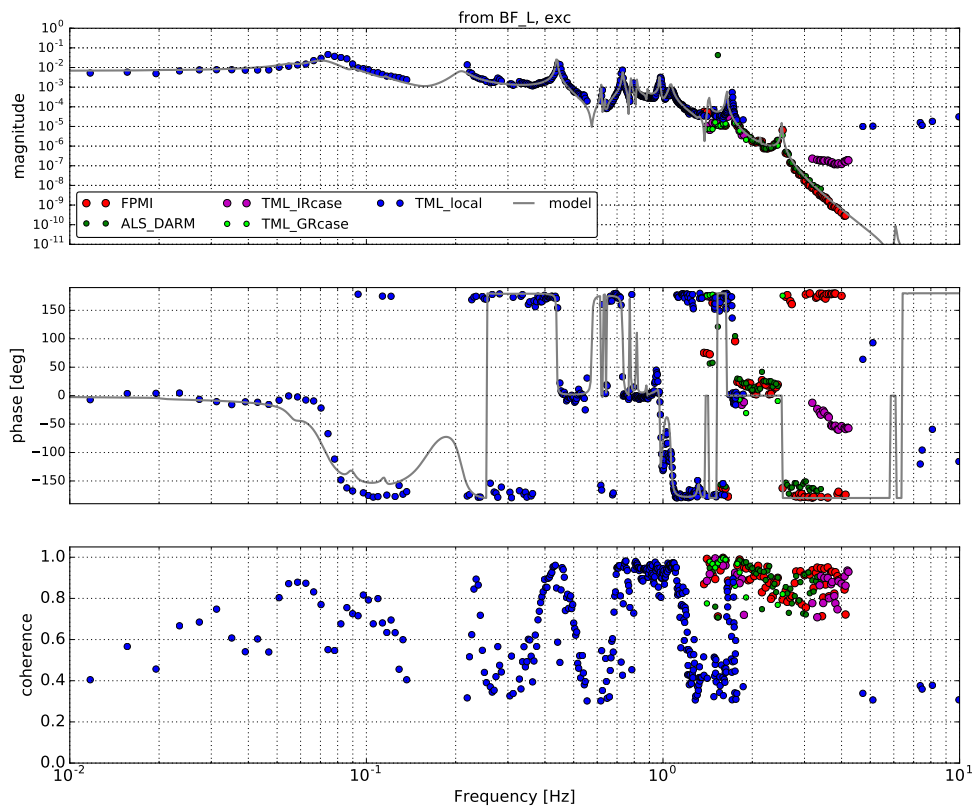 from BF_L, exc
10^0
10^-1
10^-2
10^-3
10^-4
10^-5
10^-6
10^-7
10^-8
10^-9
10^-10
10^-11
magnitude
FPMI
ALS_DARM
TML_IRcase
TML_GRcase
TML_local
model
150
100
50
0
−50
−100
−150
phase [deg]
1.0
0.8
0.6
0.4
0.2
0.0
coherence
10^-2
10^-1
10^0
10^1
Frequency [Hz]